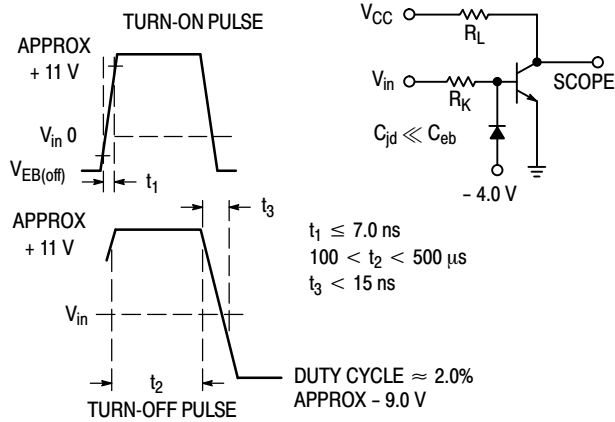 TURN-ON PULSE
APPROX
+ 11 V
V_in 0
V_EB(off)
t_1
V_CC
R_L
V_in
R_K
SCOPE
C_jd ≪ C_eb
– 4.0 V
APPROX
+ 11 V
V_in
t_3
t_2
TURN-OFF PULSE
t_1 ≤ 7.0 ns
100 < t_2 < 500 μs
t_3 < 15 ns
DUTY CYCLE ≈ 2.0%
APPROX – 9.0 V